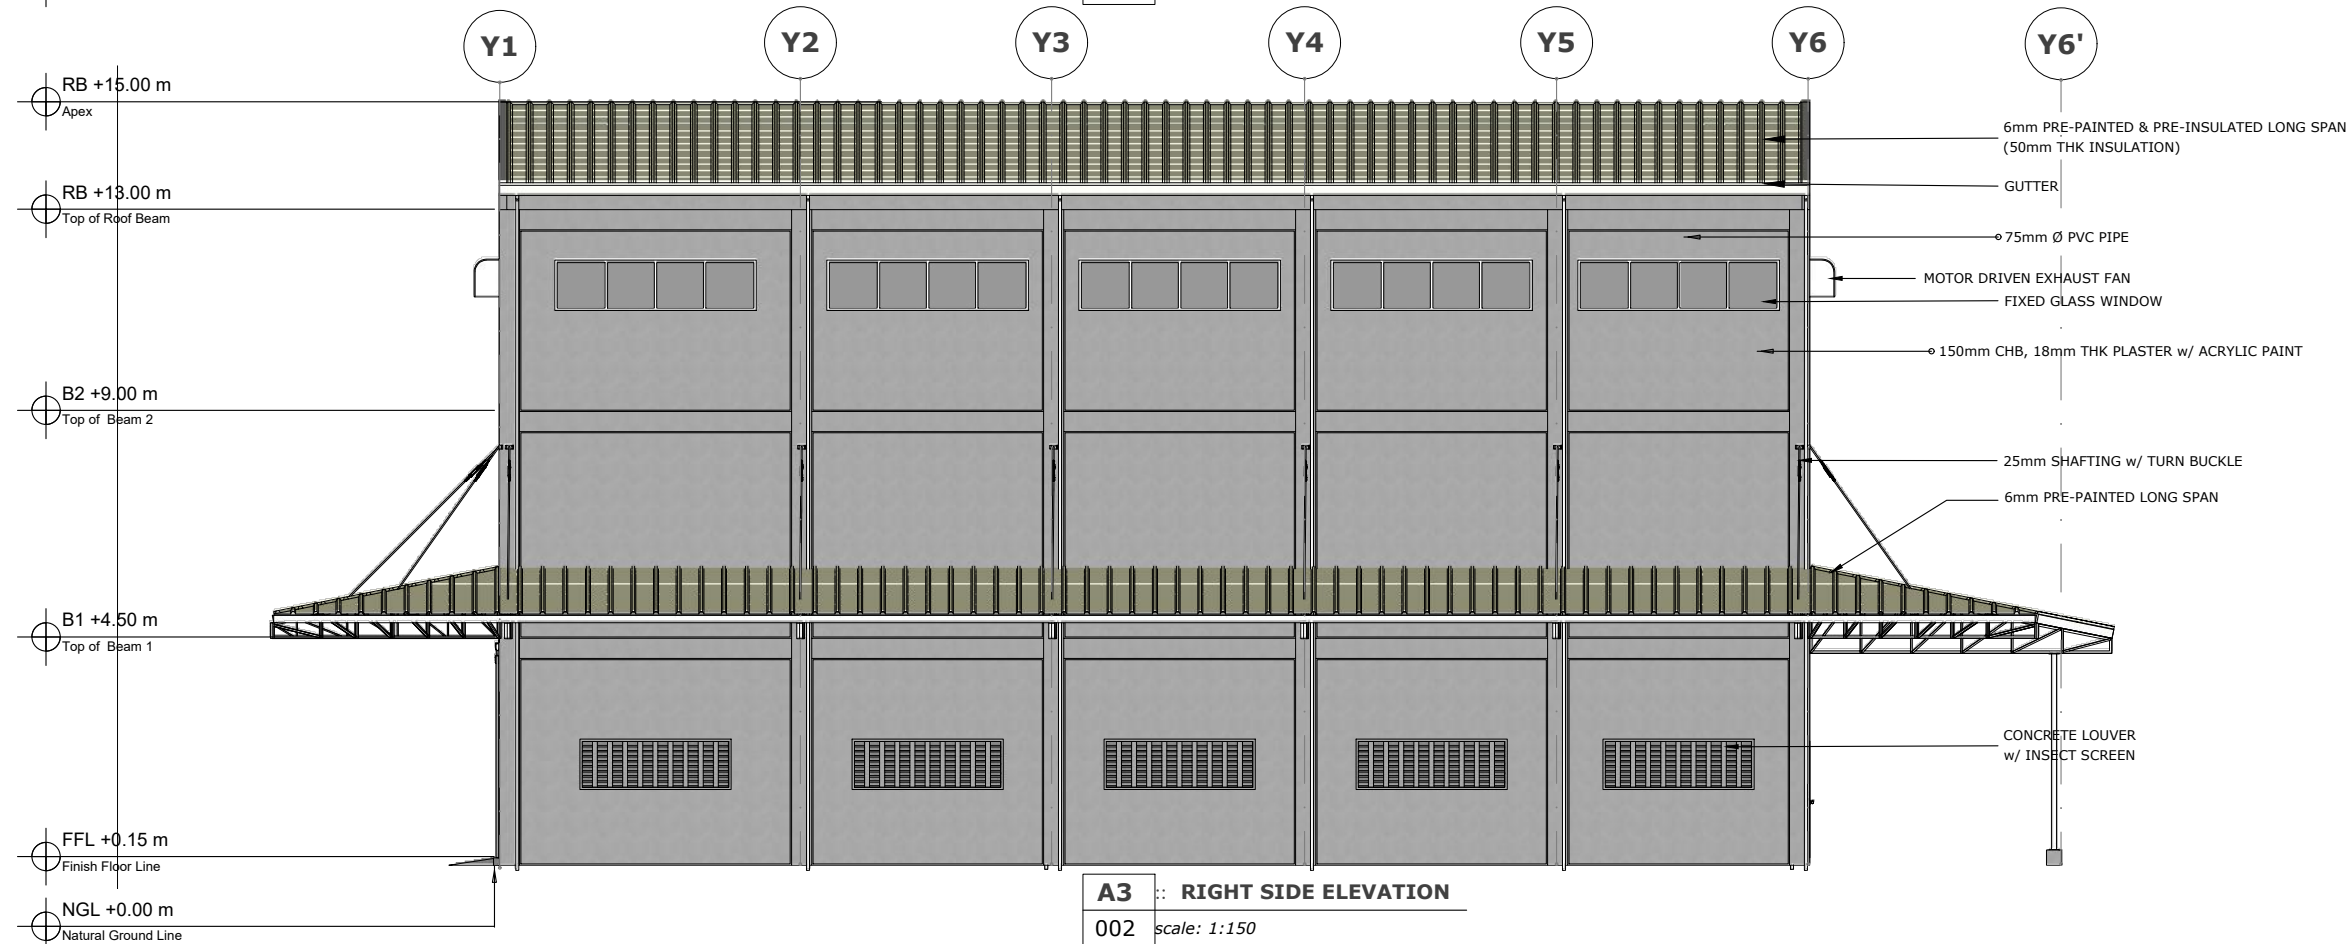 Y1
Y2
Y3
Y4
Y5
Y6
Y6'
RB +15.00 m
Apex
6mm PRE-PAINTED & PRE-INSULATED LONG SPAN
(50mm THK INSULATION)
GUTTER
RB +13.00 m
Top of Roof Beam
75mm Ø PVC PIPE
MOTOR DRIVEN EXHAUST FAN
FIXED GLASS WINDOW
150mm CHB, 18mm THK PLASTER w/ ACRYLIC PAINT
B2 +9.00 m
Top of Beam 2
25mm SHAFTING w/ TURN BUCKLE
6mm PRE-PAINTED LONG SPAN
B1 +4.50 m
Top of Beam 1
CONCRETE LOUVER
w/ INSECT SCREEN
FFL +0.15 m
Finish Floor Line
NGL +0.00 m
Natural Ground Line
A3 :: RIGHT SIDE ELEVATION
002 scale: 1:150